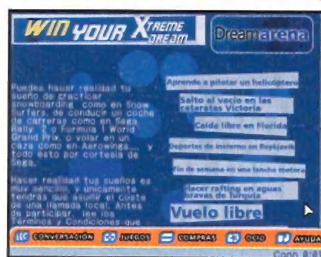 WIN YOUR XTREME DREAM
Dreamarena
Puedes hacer realidad tu
sueño de practicar
snowboarding como en Snow
Surfers, de conducir un coche
de carreras como en Sega
Rally 2 o Formula 1 World
Grand Prix, o volar en un
caza como en Aerowings... y
todo esto por cortesía de
Sega.
Hacer realidad tus sueños es
muy sencillo, y únicamente
tendrás que asumir el coste
de una llamada local. Antes
de participar, lee los
Términos y Condiciones que
Aprende a pilotar un helicóptero
Salto al vacío en las
cataratas Victoria
Caída libre en Florida
Deportes de invierno en Reykjavik
Fin de semana en una lancha motora
Hacer rafting en aguas
bravas de Turquía
Vuelo libre
CONVERSACIÓN JUEGOS COMPRAS OCIO AYUDA